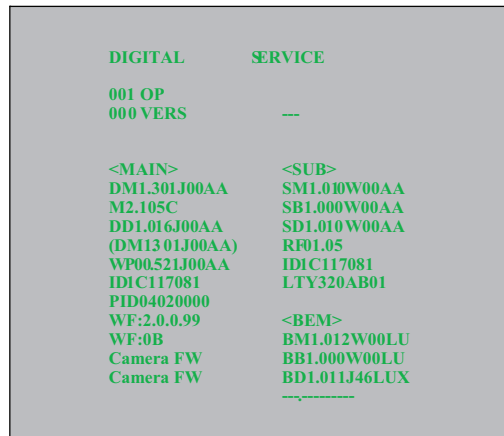 DIGITAL SERVICE
001 OP
000 VERS ---
<MAIN>
DM1.301J00AA
M2.105C
DD1.016J00AA
(DM13 01J00AA)
WP00.521J00AA
ID1C117081
PID04020000
WF:2.0.0.99
WF:0B
Camera FW
Camera FW
<SUB>
SM1.010W00AA
SB1.000W00AA
SD1.010W00AA
RF01.05
ID1C117081
LTY320AB01
<BEM>
BM1.012W00LU
BB1.000W00LU
BD1.011J46LUX
---.---------